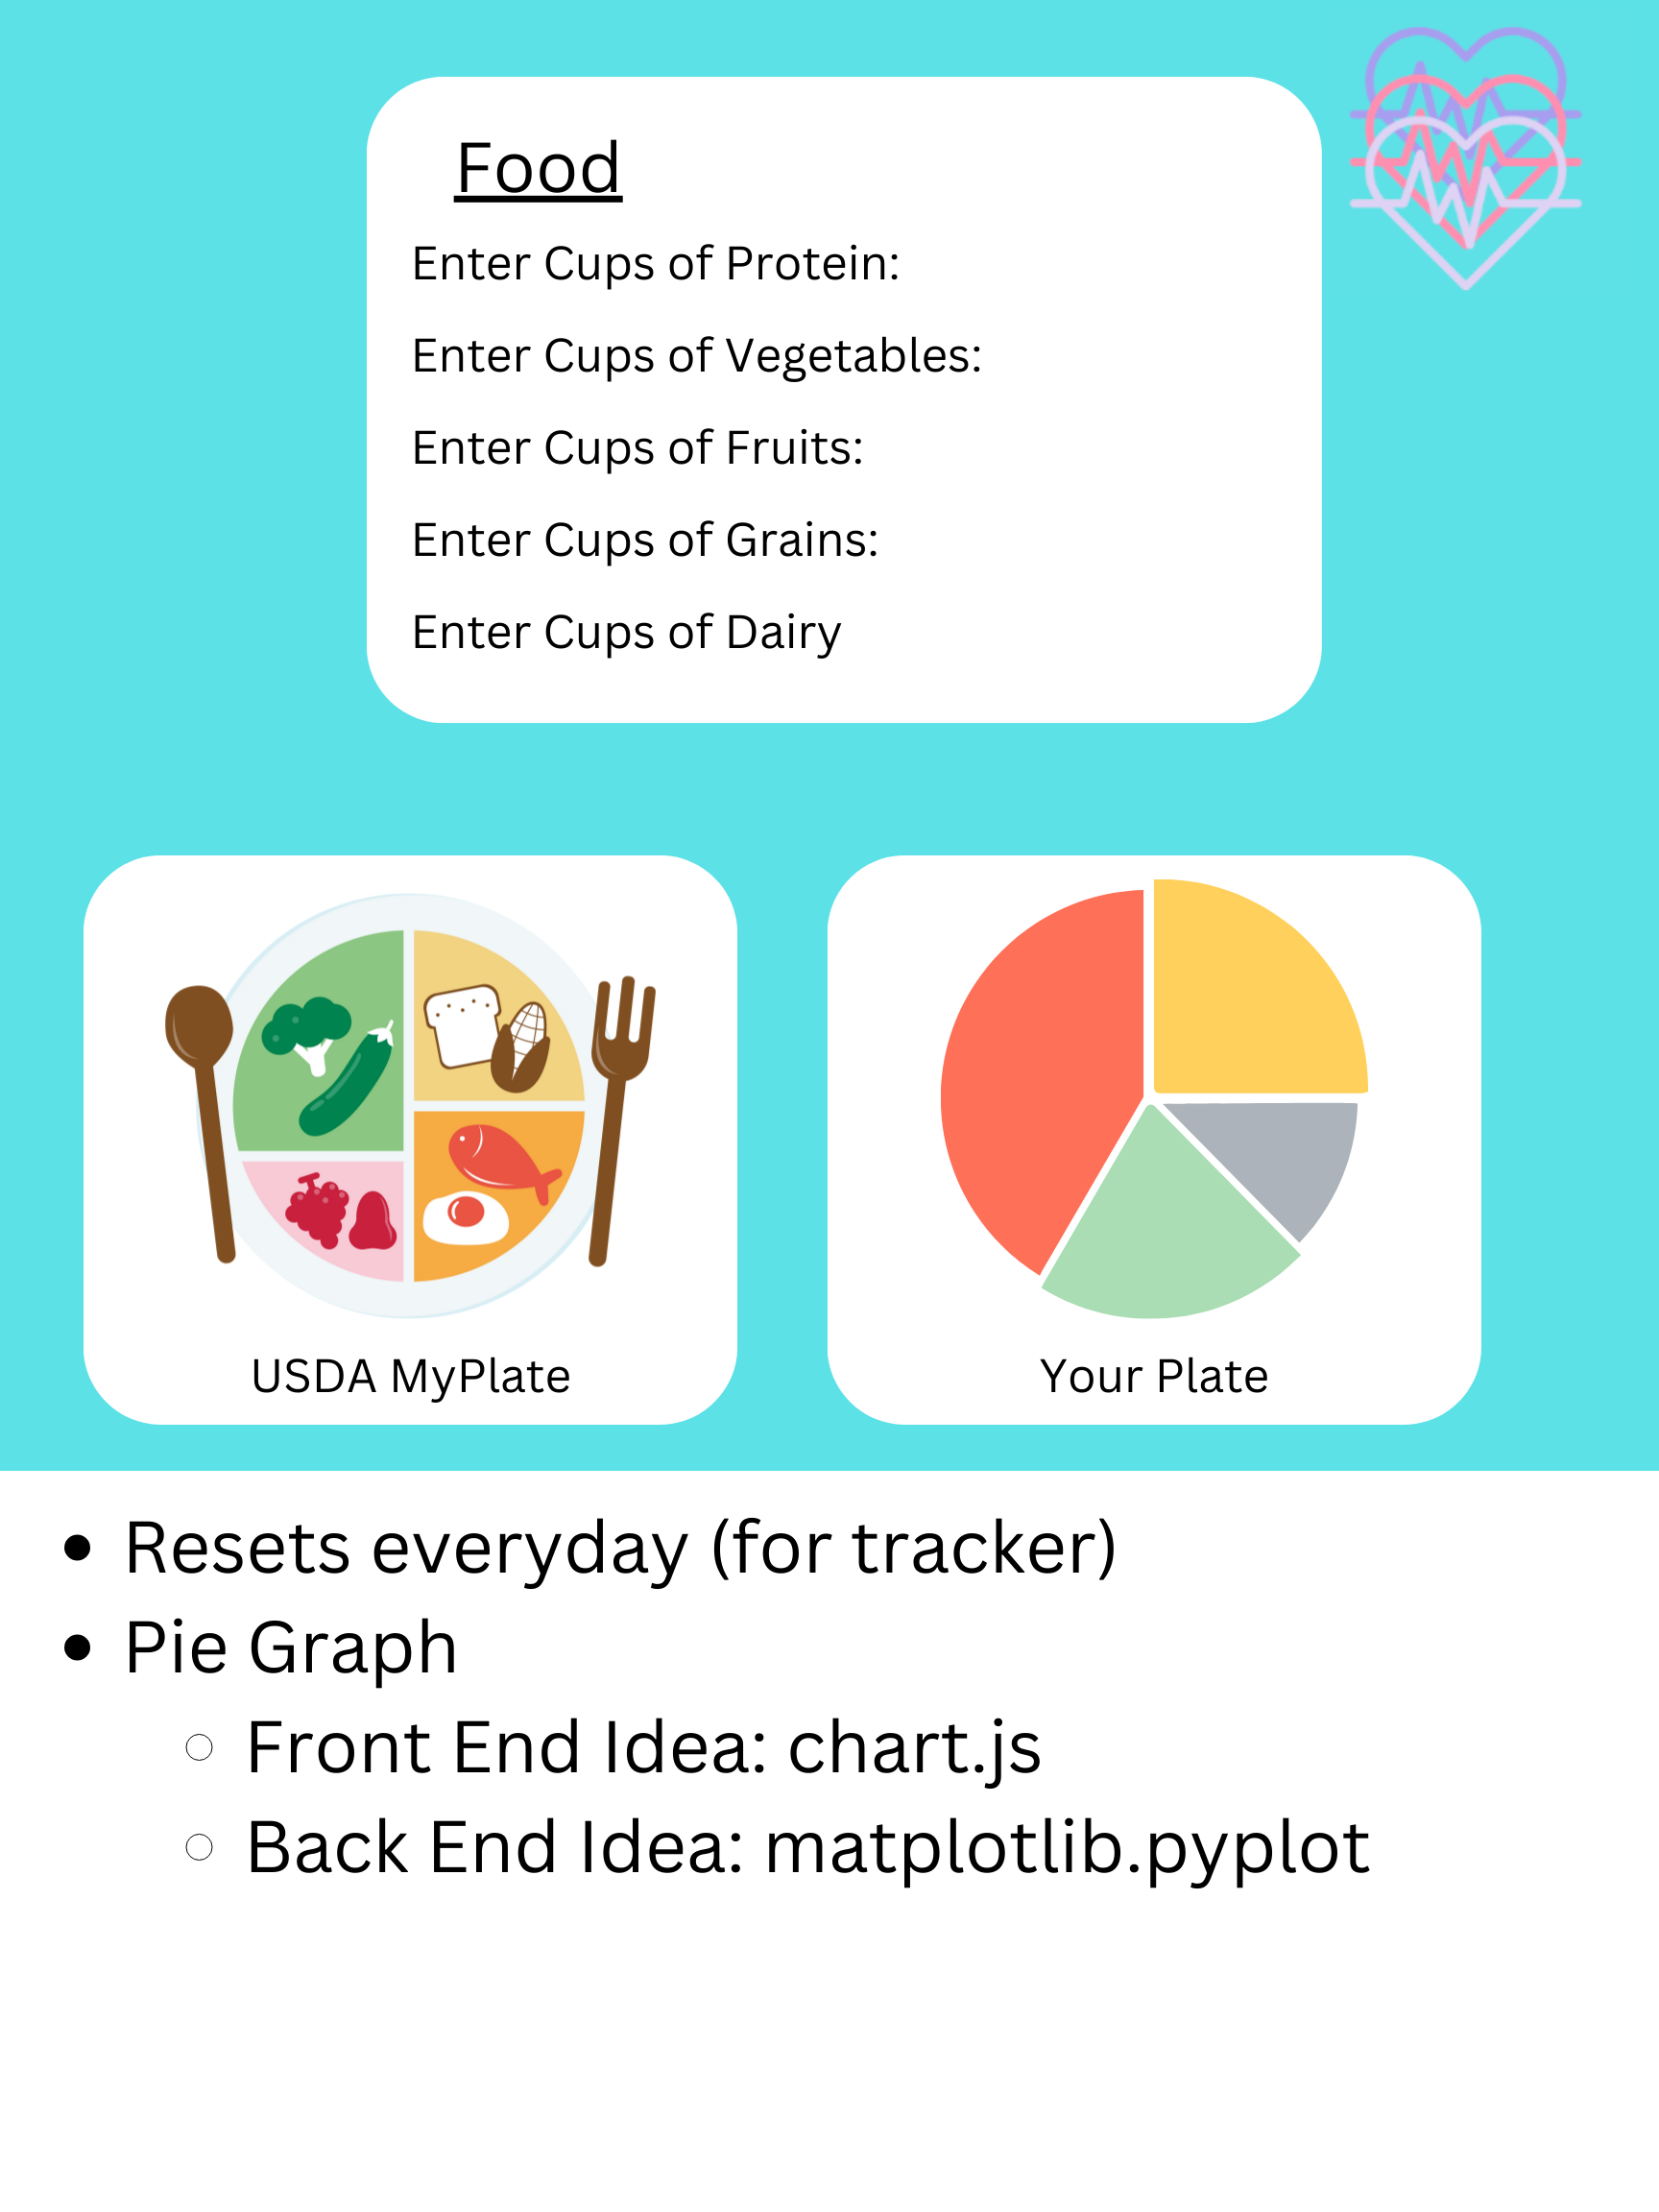 Food
Enter Cups of Protein:
Enter Cups of Vegetables:
Enter Cups of Fruits:
Enter Cups of Grains:
Enter Cups of Dairy
USDA MyPlate
Your Plate
Resets everyday (for tracker)
Pie Graph
Front End Idea: chart.js
Back End Idea: matplotlib.pyplot